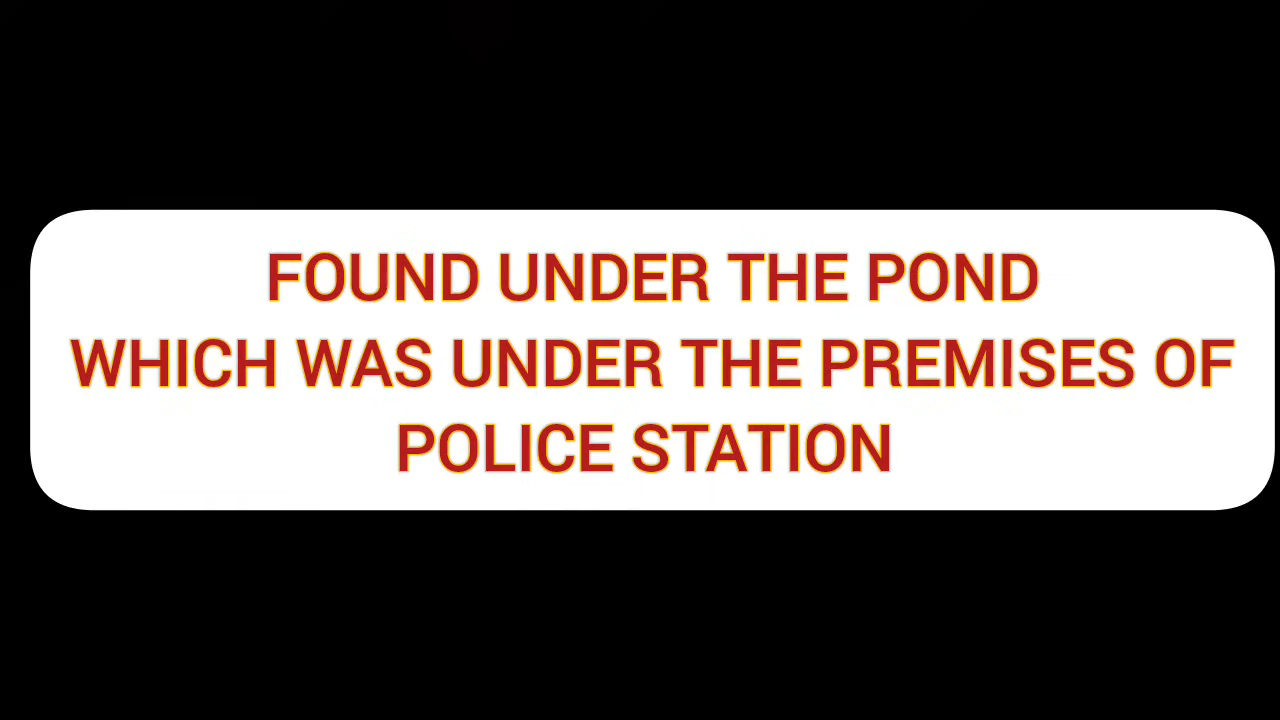 FOUND UNDER THE POND
WHICH WAS UNDER THE PREMISES OF
POLICE STATION